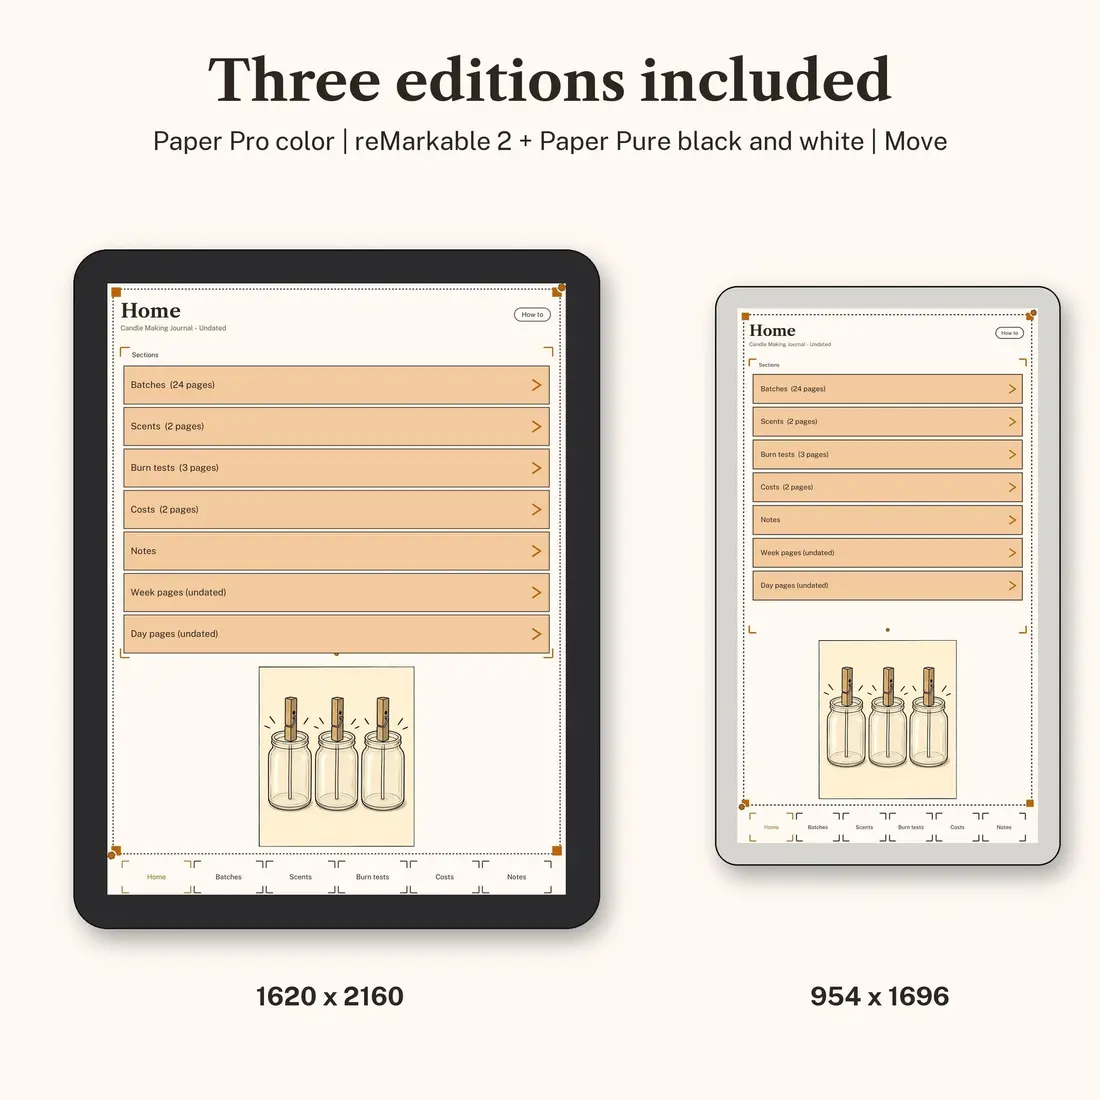 Three editions included
Paper Pro color | reMarkable 2 + Paper Pure black and white | Move
Home
How to
Candle Making Journal - Undated
Sections
Batches (24 pages)
Scents (2 pages)
Burn tests (3 pages)
Costs (2 pages)
Notes
Week pages (undated)
Day pages (undated)
Home Batches Scents Burn tests Costs Notes
1620 x 2160
Home
How to
Candle Making Journal - Undated
Sections
Batches (24 pages)
Scents (2 pages)
Burn tests (3 pages)
Costs (2 pages)
Notes
Week pages (undated)
Day pages (undated)
Home Batches Scents Burn tests Costs Notes
954 x 1696